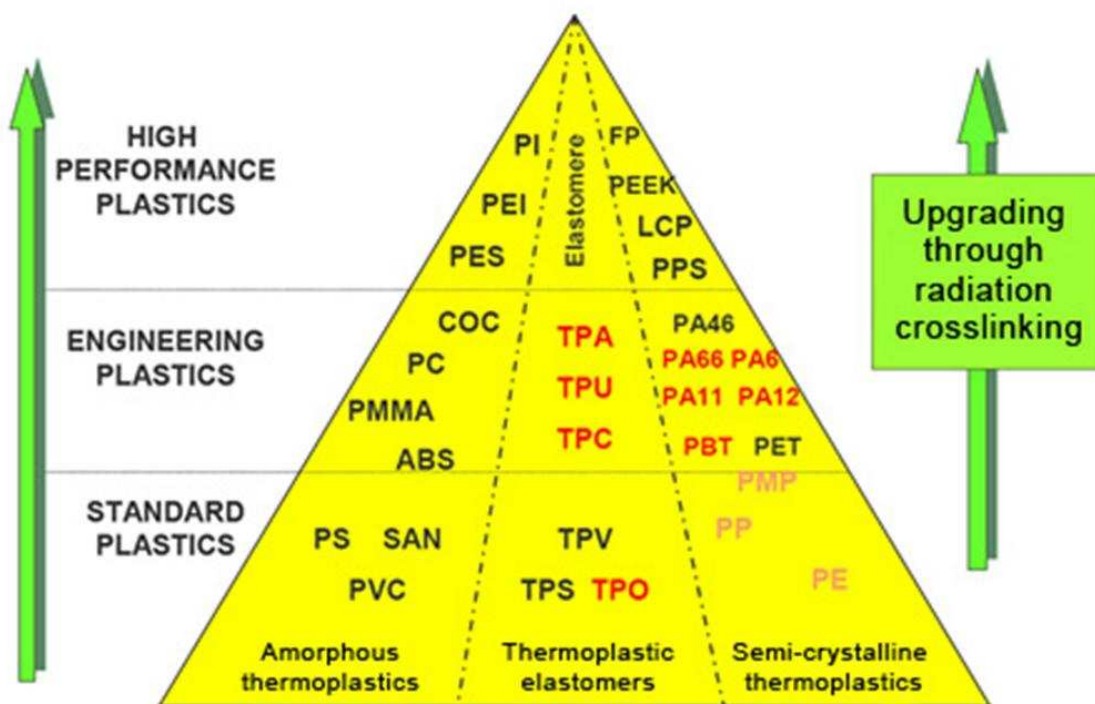 HIGH
PERFORMANCE
PLASTICS
PI
PEI
PES
Elastomere
FP
PEEK
LCP
PPS
Upgrading
through
radiation
crosslinking
ENGINEERING
PLASTICS
COC
PC
PMMA
ABS
TPA
TPU
TPC
PA46
PA66 PA6
PA11 PA12
PBT PET
STANDARD
PLASTICS
PS SAN
PVC
TPV
TPS TPO
PMP
PP
PE
Amorphous
thermoplastics
Thermoplastic
elastomers
Semi-crystalline
thermoplastics